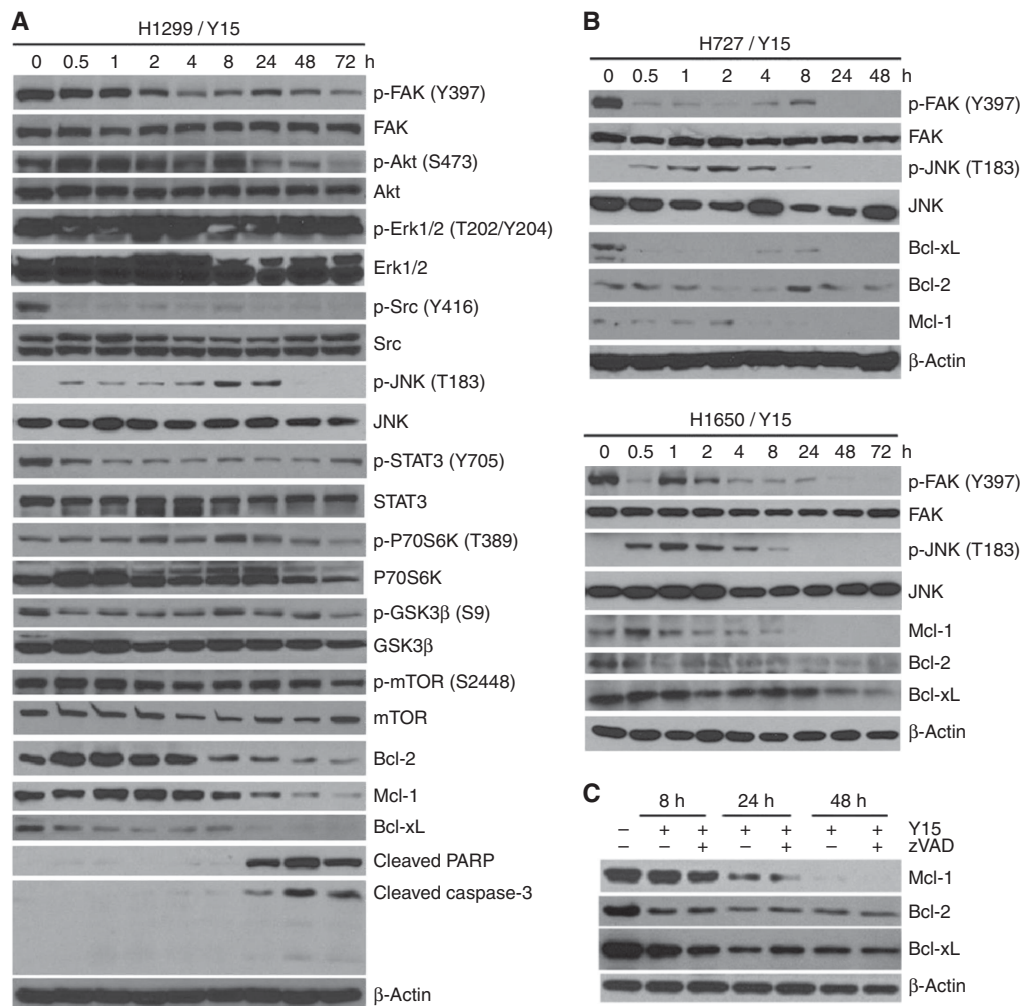 A
H1299 / Y15
0 0.5 1 2 4 8 24 48 72 h
p-FAK (Y397)
FAK
p-Akt (S473)
Akt
p-Erk1/2 (T202/Y204)
Erk1/2
p-Src (Y416)
Src
p-JNK (T183)
JNK
p-STAT3 (Y705)
STAT3
p-P70S6K (T389)
P70S6K
p-GSK3β (S9)
GSK3β
p-mTOR (S2448)
mTOR
Bcl-2
Mcl-1
Bcl-xL
Cleaved PARP
Cleaved caspase-3
β-Actin
B
H727 / Y15
0 0.5 1 2 4 8 24 48 h
p-FAK (Y397)
FAK
p-JNK (T183)
JNK
Bcl-xL
Bcl-2
Mcl-1
β-Actin
H1650 / Y15
0 0.5 1 2 4 8 24 48 72 h
p-FAK (Y397)
FAK
p-JNK (T183)
JNK
Mcl-1
Bcl-2
Bcl-xL
β-Actin
C
8 h 24 h 48 h
– + + + + + + Y15
– – + – + – + zVAD
Mcl-1
Bcl-2
Bcl-xL
β-Actin